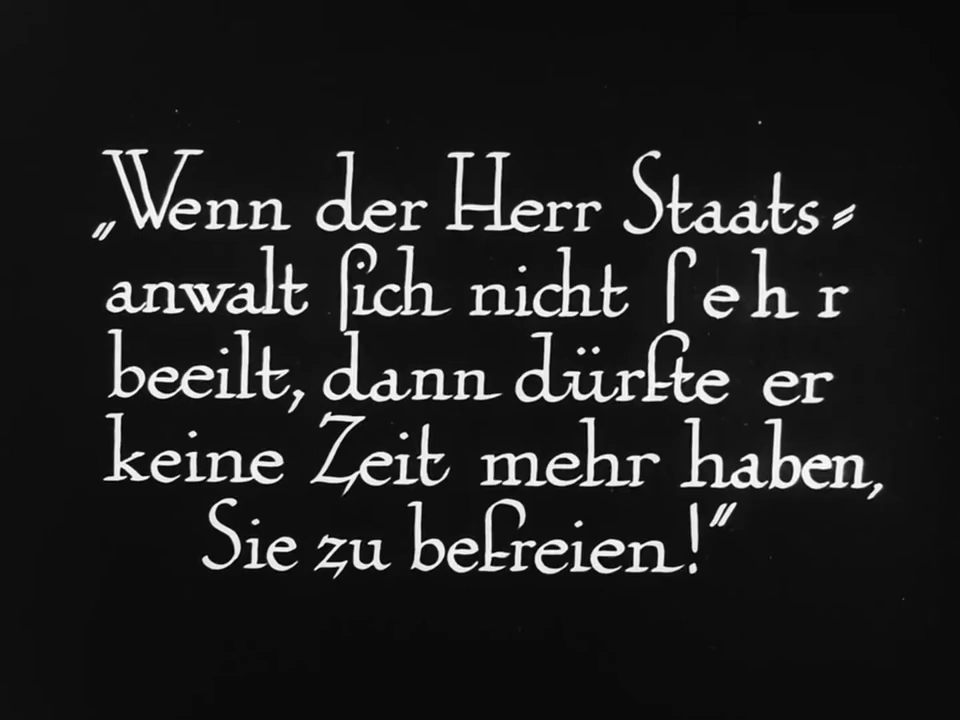 „Wenn der Herr Staats⸗
anwalt ſich nicht ſ e h r
beeilt, dann dürfte er
keine Zeit mehr haben,
Sie zu befreien!“